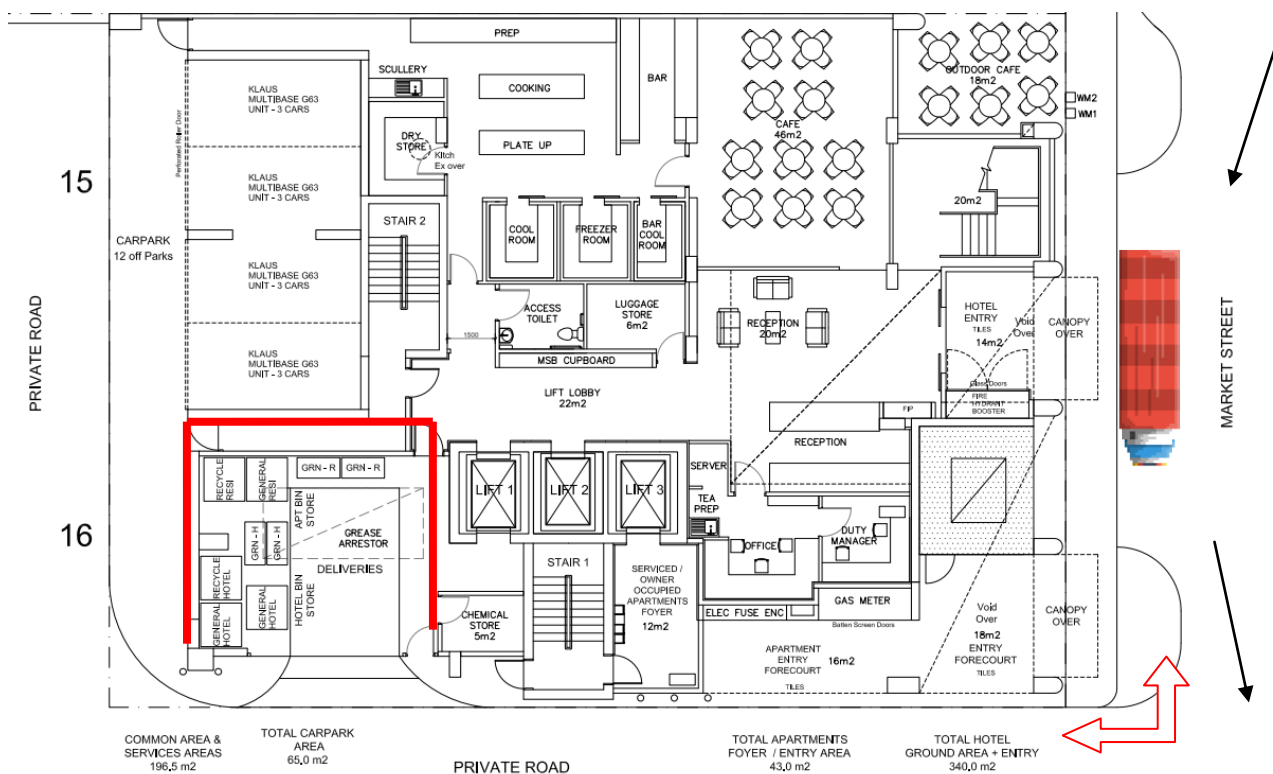 PREP
SCULLERY
COOKING
BAR
OUTDOOR CAFE
18m2
WM2
WM1
KLAUS
MULTIBASE G63
UNIT - 3 CARS
Perforated Roller Door
DRY
STORE
Kitch
Ex over
PLATE UP
CAFE
46m2
15
KLAUS
MULTIBASE G63
UNIT - 3 CARS
STAIR 2
20m2
COOL
ROOM
FREEZER
ROOM
BAR
COOL
ROOM
CARPARK
12 off Parks
KLAUS
MULTIBASE G63
UNIT - 3 CARS
ACCESS
TOILET
LUGGAGE
STORE
6m2
RECEPTION
20m2
HOTEL
ENTRY
TILES
14m2
Void
Over
CANOPY
OVER
MARKET STREET
PRIVATE ROAD
1500
MSB CUPBOARD
KLAUS
MULTIBASE G63
UNIT - 3 CARS
LIFT LOBBY
22m2
Glass Doors
FIRE
HYDRANT
BOOSTER
FIP
RECEPTION
RECYCLE
RESI
GENERAL
RESI
GRN - R
GRN - R
SERVER
LIFT 1
LIFT 2
LIFT 3
TEA
PREP
16
GRN - H
GRN - H
APT BIN
STORE
GREASE
ARRESTOR
DELIVERIES
OFFICE
DUTY
MANAGER
RECYCLE
HOTEL
GENERAL
HOTEL
GENERAL
HOTEL
HOTEL BIN
STORE
STAIR 1
SERVICED /
OWNER
OCCUPIED
APARTMENTS
FOYER
12m2
CHEMICAL
STORE
5m2
ELEC FUSE ENC
GAS METER
Batten Screen Doors
Void
Over
18m2
ENTRY
FORECOURT
TILES
CANOPY
OVER
APARTMENT
ENTRY
FORECOURT
16m2
TILES
COMMON AREA &
SERVICES AREAS
196.5 m2
TOTAL CARPARK
AREA
65.0 m2
PRIVATE ROAD
TOTAL APARTMENTS
FOYER / ENTRY AREA
43.0 m2
TOTAL HOTEL
GROUND AREA + ENTRY
340.0 m2